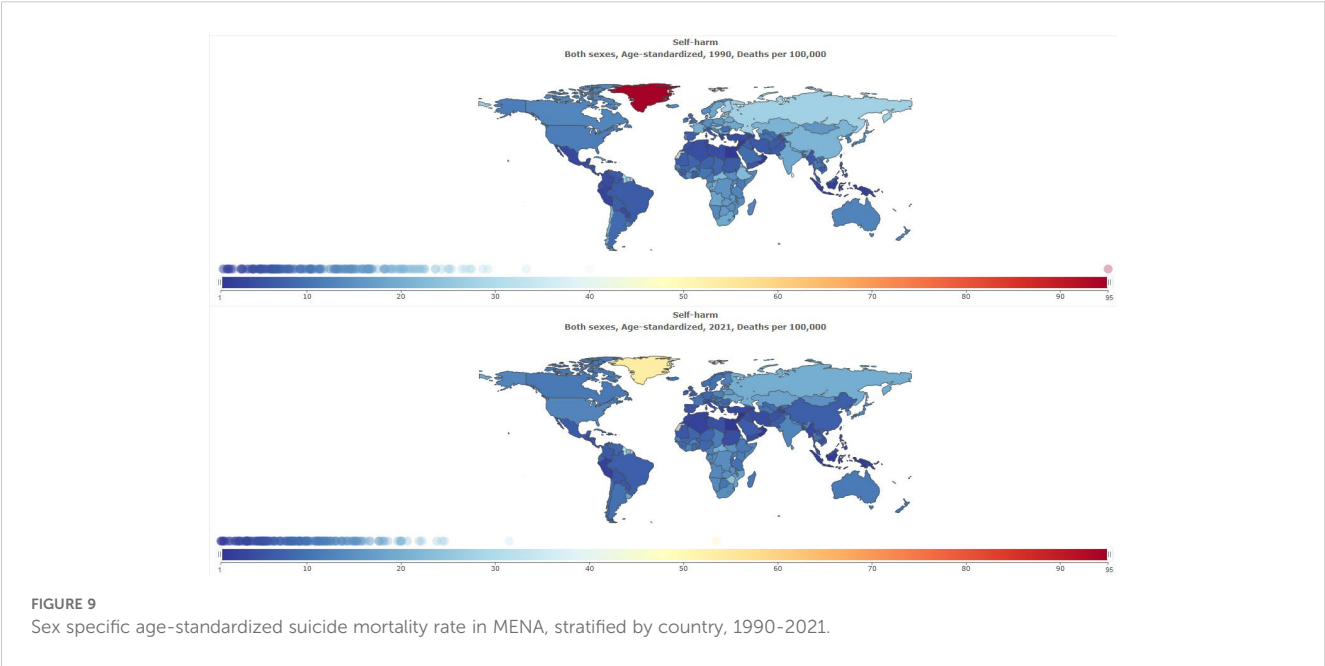 Self-harm
Both sexes, Age-standardized, 1990, Deaths per 100,000
1 10 20 30 40 50 60 70 80 90 95
Self-harm
Both sexes, Age-standardized, 2021, Deaths per 100,000
1 10 20 30 40 50 60 70 80 90 95
FIGURE 9
Sex specific age-standardized suicide mortality rate in MENA, stratified by country, 1990-2021.